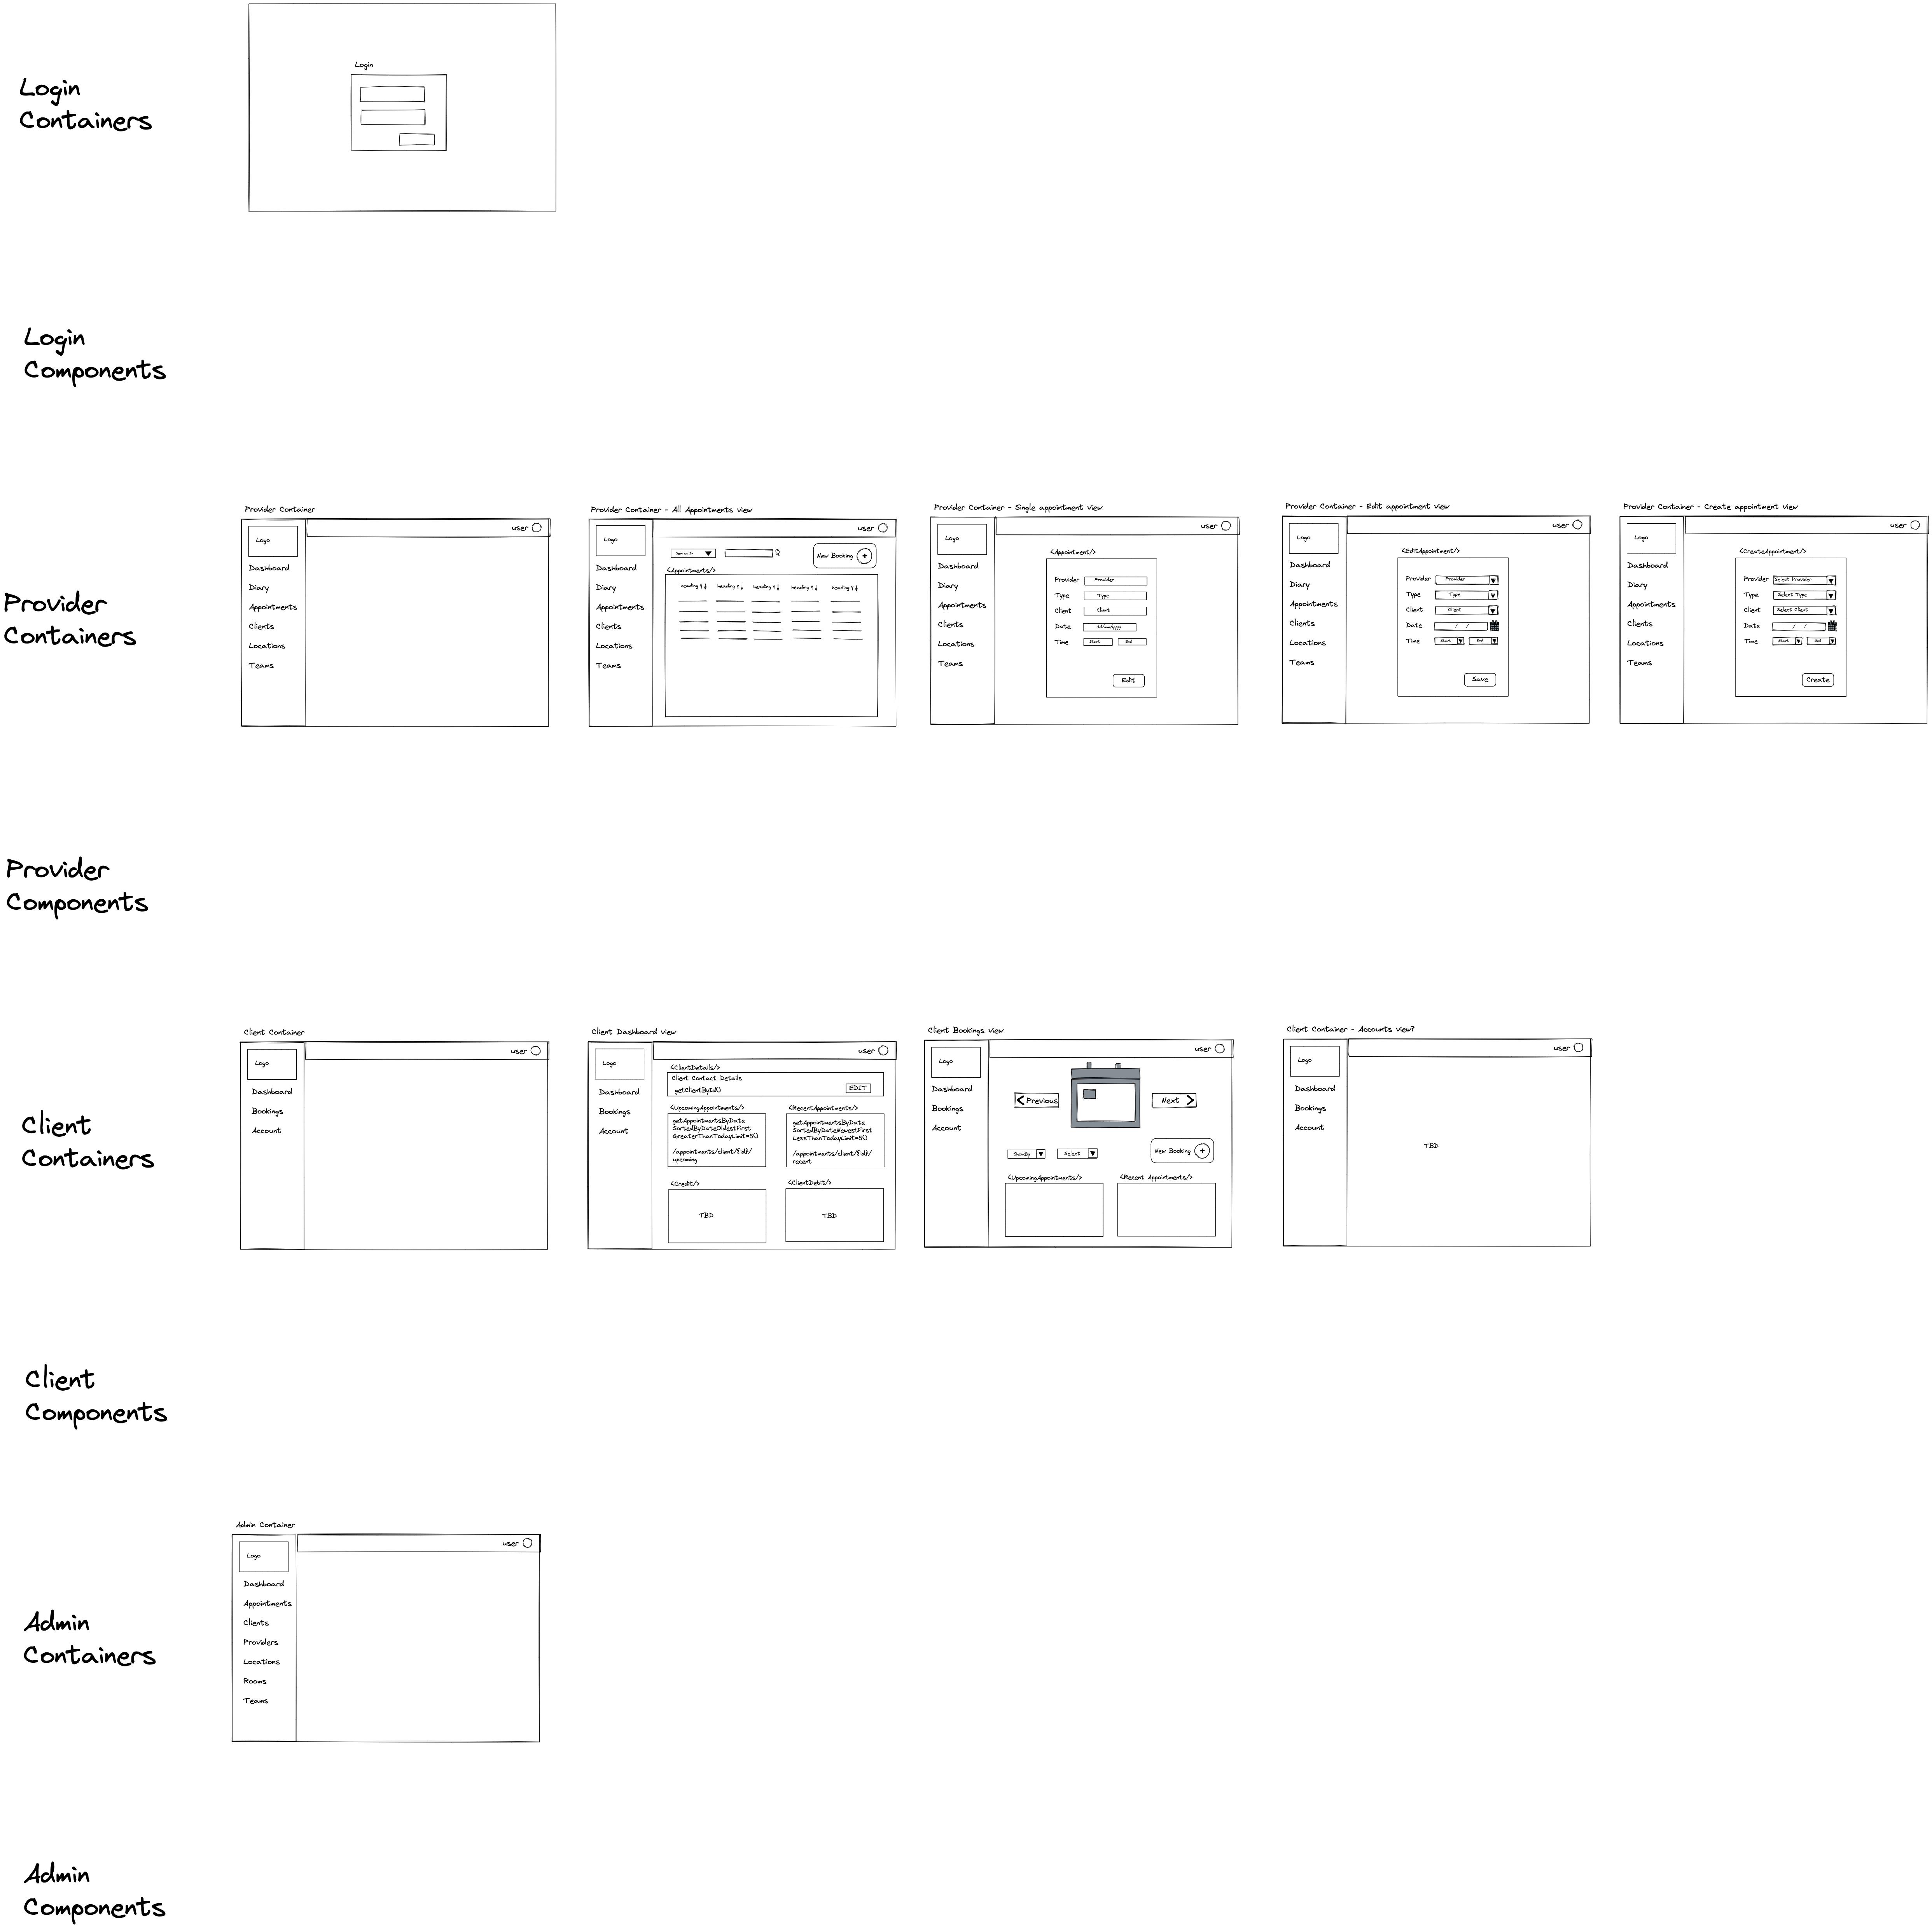 Login
Containers
Login
Login
Components
Provider
Containers
Provider Container
user
Logo
Dashboard
Diary
Appointments
Clients
Locations
Teams
Provider Container - All Appointments view
user
Logo
Dashboard
Diary
Appointments
Clients
Locations
Teams
Search In
New Booking +
<Appointments/>
heading heading heading heading heading
Provider Container - Single appointment view
user
Logo
Dashboard
Diary
Appointments
Clients
Locations
Teams
<Appointment/>
Provider Provider
Type Type
Client Client
Date dd/mm/yyyy
Time Start End
Edit
Provider Container - Edit appointment view
user
Logo
Dashboard
Diary
Appointments
Clients
Locations
Teams
<EditAppointment/>
Provider Provider
Type Type
Client Client
Date / /
Time Start End
Save
Provider Container - Create appointment view
user
Logo
Dashboard
Diary
Appointments
Clients
Locations
Teams
<CreateAppointment/>
Provider Select Provider
Type Select Type
Client Select Client
Date / /
Time Start End
Create
Provider
Components
Client
Containers
Client Container
user
Logo
Dashboard
Bookings
Account
Client Dashboard view
user
Logo
Dashboard
Bookings
Account
<ClientDetails/>
Client Contact Details
getClientById()
EDIT
<UpcomingAppointments/>
getAppointmentsByDate
SortedByDateOldestFirst
GreaterThanTodayLimit=5()
/appointments/client/{id}/
upcoming
<RecentAppointments/>
getAppointmentsByDate
SortedByDateNewestFirst
LessThanTodayLimit=5()
/appointments/client/{id}/
recent
<Credit/>
TBD
<ClientDebit/>
TBD
Client Bookings view
user
Logo
Dashboard
Bookings
Account
Previous
Next
ShowBy
Select
New Booking +
<UpcomingAppointments/>
<Recent Appointments/>
Client Container - Accounts view?
user
Logo
Dashboard
Bookings
Account
TBD
Client
Components
Admin
Containers
Admin Container
user
Logo
Dashboard
Appointments
Clients
Providers
Locations
Rooms
Teams
Admin
Components